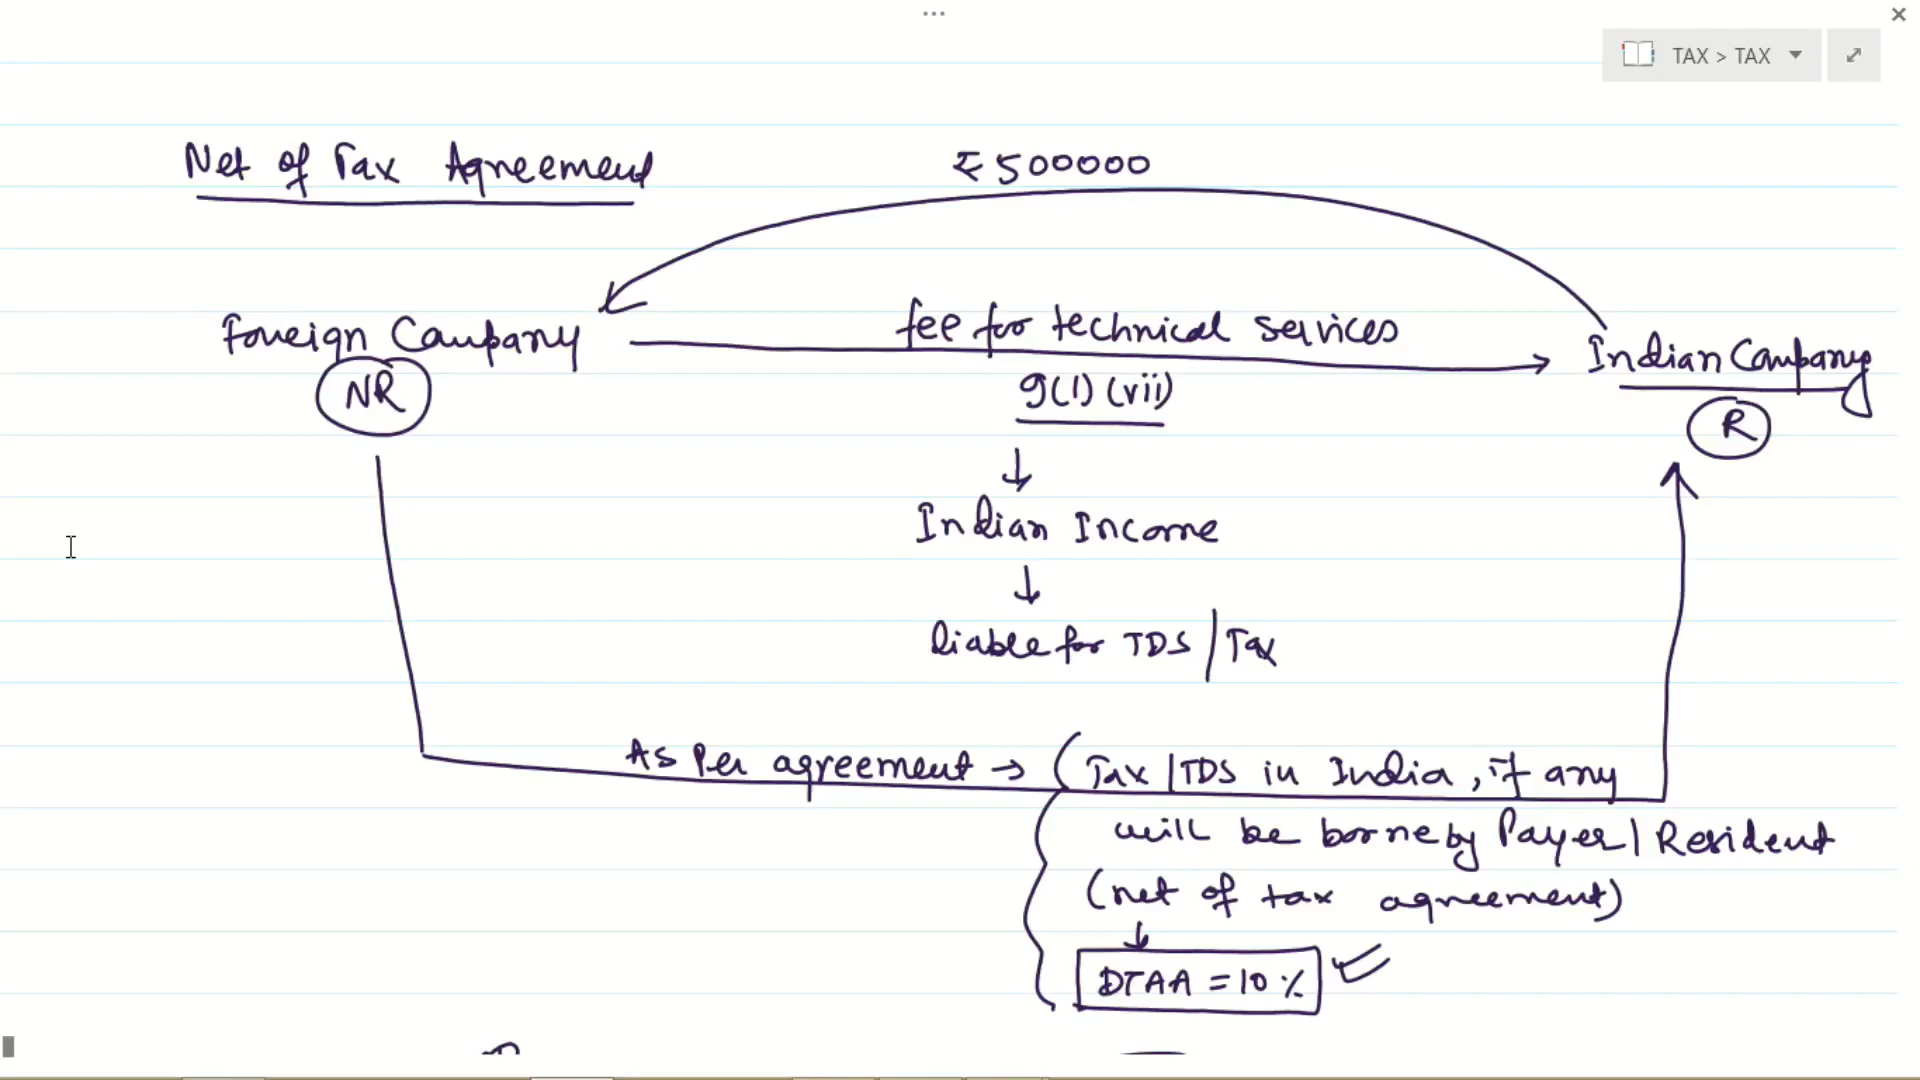 ...
TAX > TAX
Net of Tax Agreement
₹500000
Foreign Company
fee for technical services
Indian Company
NR
9(1) (vii)
R
Indian Income
liable for TDS | Tax
As Per agreement → (Tax | TDS in India, if any
will be borne by Payer | Resident
(net of tax agreement)
DTAA = 10%